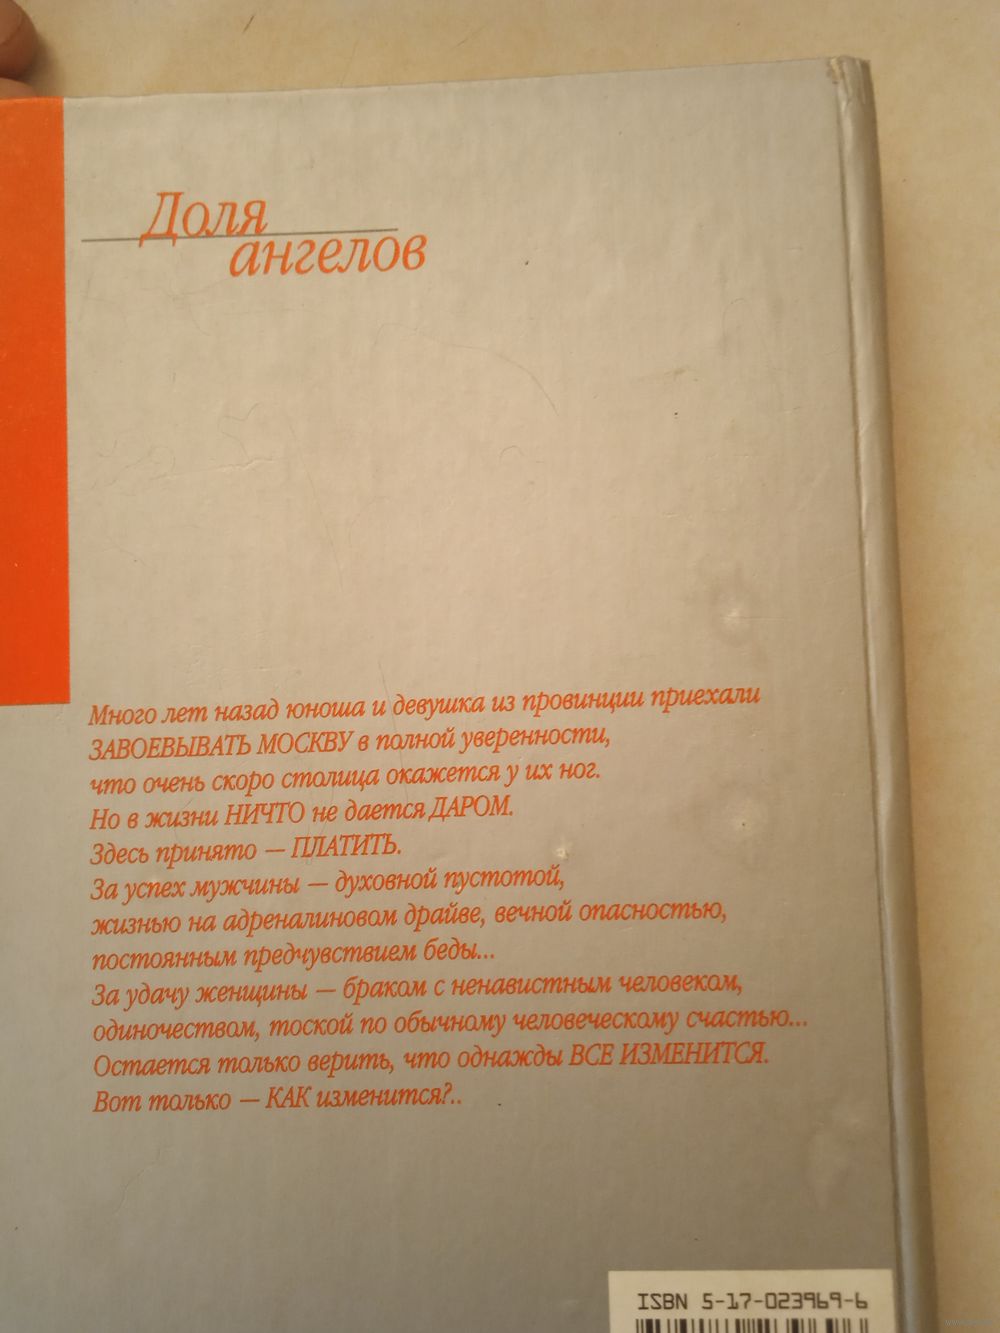 Доля
ангелов
Много лет назад юноша и девушка из провинции приехали
ЗАВОЕВЫВАТЬ МОСКВУ в полной уверенности,
что очень скоро столица окажется у их ног.
Но в жизни НИЧТО не дается ДАРОМ.
Здесь принято — ПЛАТИТЬ.
За успех мужчины — духовной пустотой,
жизнью на адреналиновом драйве, вечной опасностью,
постоянным предчувствием беды...
За удачу женщины — браком с ненавистным человеком,
одиночеством, тоской по обычному человеческому счастью...
Остается только верить, что однажды ВСЕ ИЗМЕНИТСЯ.
Вот только — КАК изменится?..
ISBN 5-17-023969-6